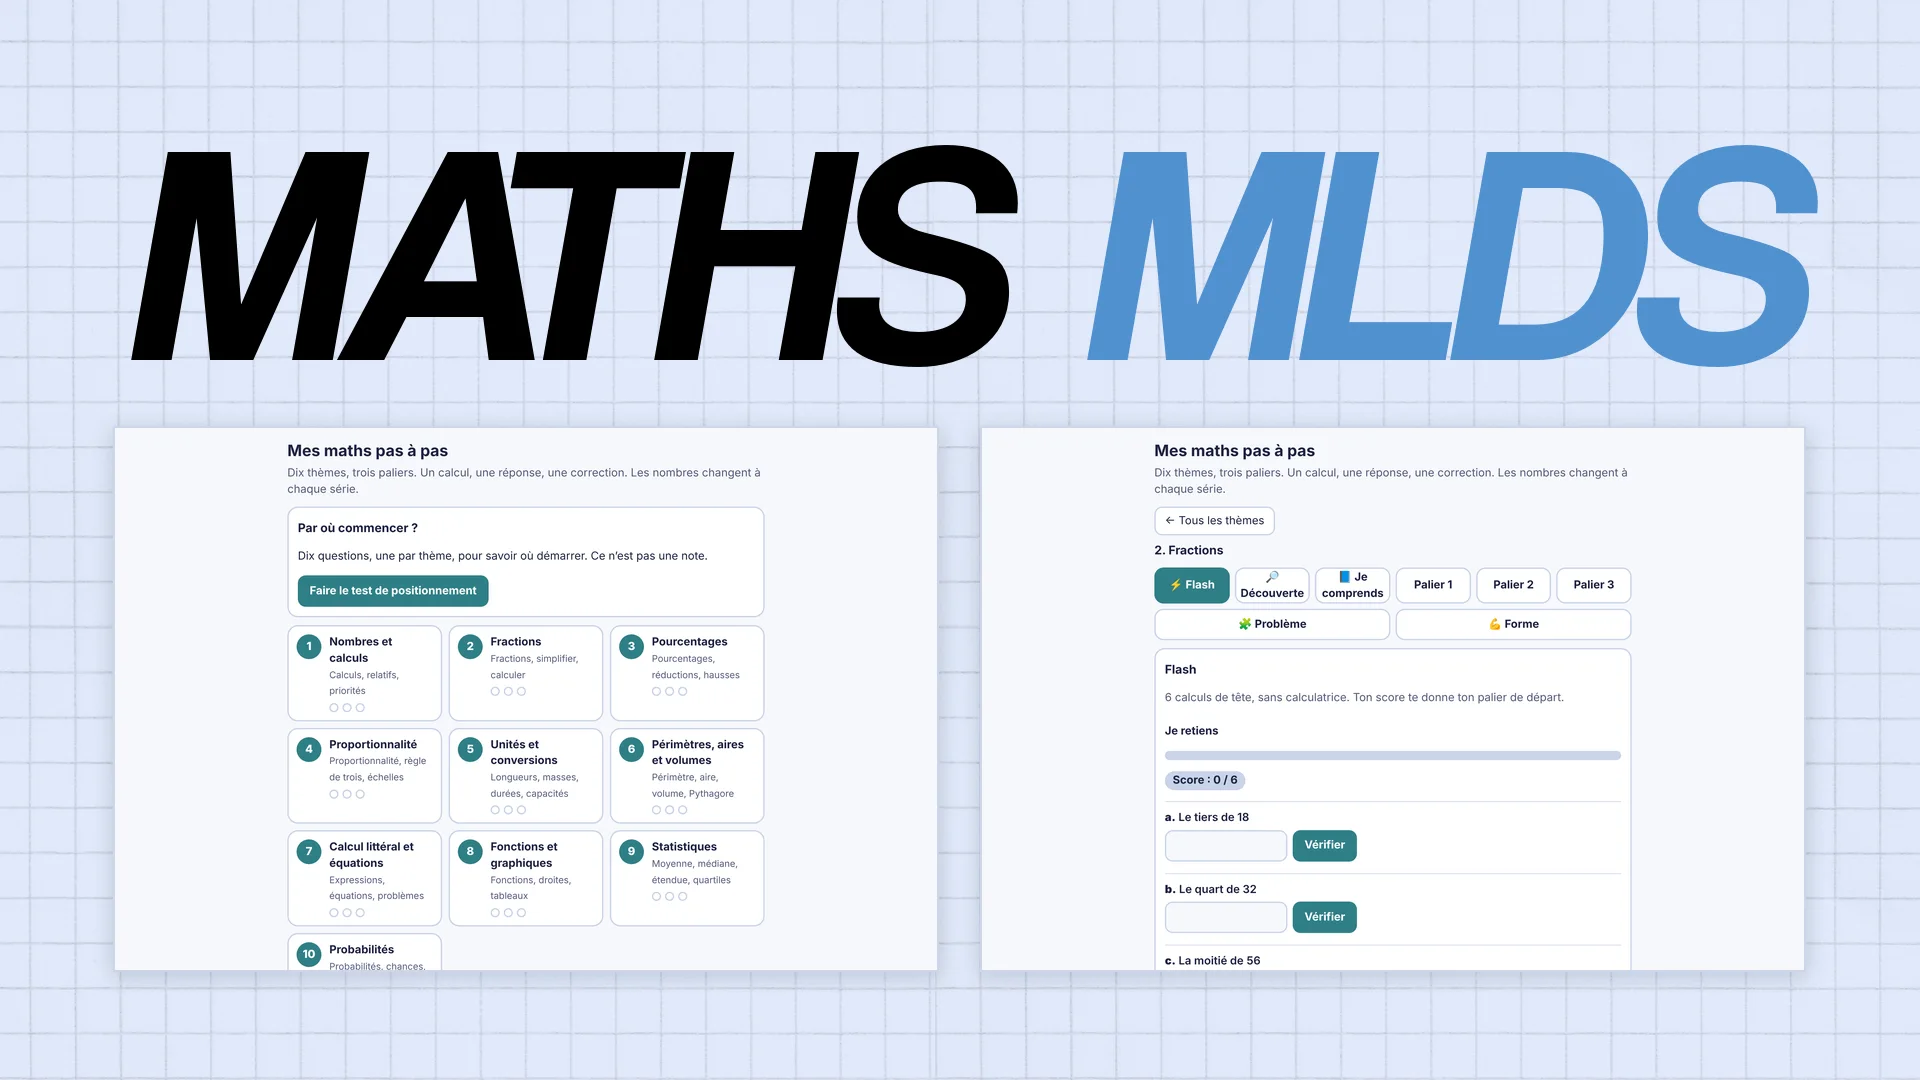 MATHS MLDS
Mes maths pas à pas
Dix thèmes, trois paliers. Un calcul, une réponse, une correction. Les nombres changent à
chaque série.
Par où commencer ?
Dix questions, une par thème, pour savoir où démarrer. Ce n’est pas une note.
Faire le test de positionnement
1
Nombres et
calculs
Calculs, relatifs,
priorités
2
Fractions
Fractions, simplifier,
calculer
3
Pourcentages
Pourcentages,
réductions, hausses
4
Proportionnalité
Proportionnalité, règle
de trois, échelles
5
Unités et
conversions
Longueurs, masses,
durées, capacités
6
Périmètres, aires
et volumes
Périmètre, aire,
volume, Pythagore
7
Calcul littéral et
équations
Expressions,
équations, problèmes
8
Fonctions et
graphiques
Fonctions, droites,
tableaux
9
Statistiques
Moyenne, médiane,
étendue, quartiles
10
Probabilités
Probabilités, chances,
Mes maths pas à pas
Dix thèmes, trois paliers. Un calcul, une réponse, une correction. Les nombres changent à
chaque série.
← Tous les thèmes
2. Fractions
⚡ Flash
🔎
Découverte
📘 Je
comprends
Palier 1
Palier 2
Palier 3
🧩 Problème
💪 Forme
Flash
6 calculs de tête, sans calculatrice. Ton score te donne ton palier de départ.
Je retiens
Score : 0 / 6
a. Le tiers de 18
Vérifier
b. Le quart de 32
Vérifier
c. La moitié de 56